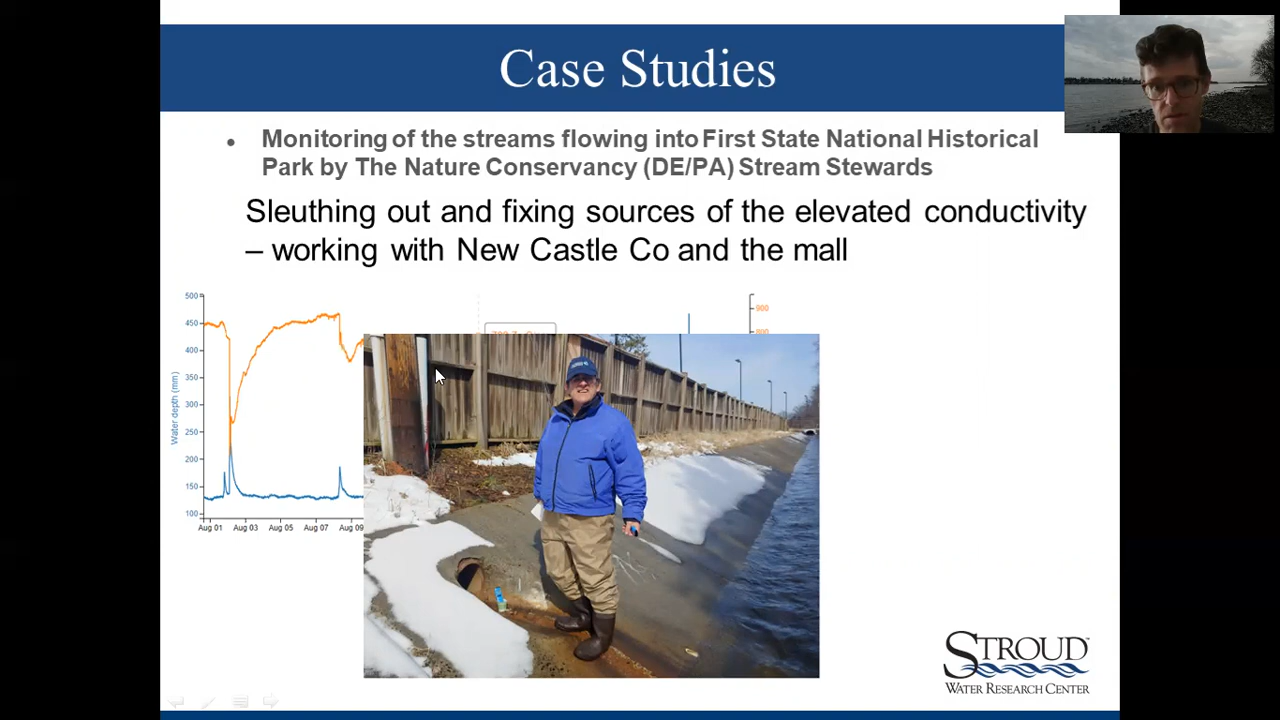 Case Studies
• Monitoring of the streams flowing into First State National Historical
Park by The Nature Conservancy (DE/PA) Stream Stewards
Sleuthing out and fixing sources of the elevated conductivity
– working with New Castle Co and the mall
500
450
400
350
300
250
200
150
100
Water depth (mm)
Aug 01 Aug 03 Aug 05 Aug 07 Aug 09
900
STROUD™
WATER RESEARCH CENTER